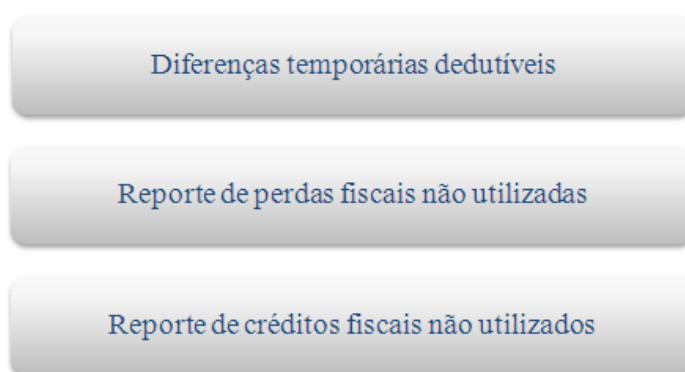 Diferenças temporárias dedutíveis
Reporte de perdas fiscais não utilizadas
Reporte de créditos fiscais não utilizados